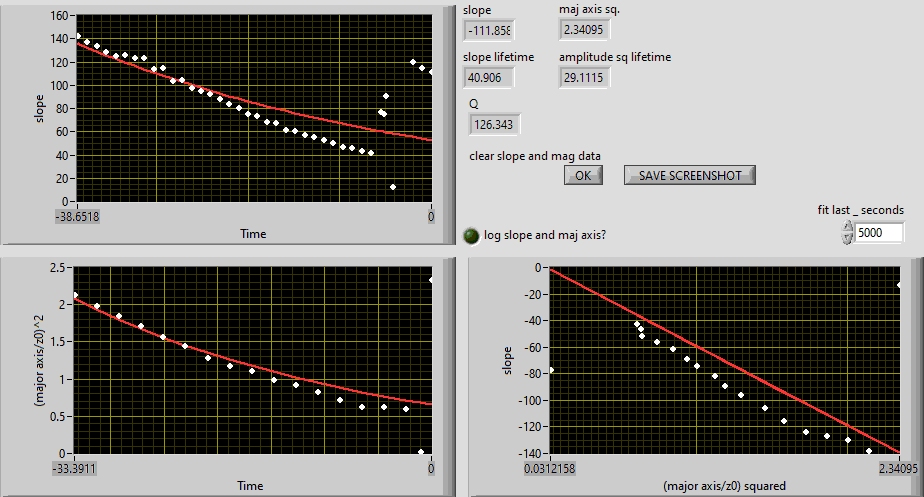 160
140
120
100
80
60
40
20
0
slope
-38.6518
0
Time
slope
maj axis sq.
-111.858
2.34095
slope lifetime
amplitude sq lifetime
40.906
29.1115
Q
126.343
clear slope and mag data
OK
SAVE SCREENSHOT
fit last _ seconds
log slope and maj axis?
5000
2.5
2
1.5
1
0.5
0
(major axis/z0)^2
-33.3911
0
Time
0
-20
-40
-60
-80
-100
-120
-140
slope
0.0312158
2.34095
(major axis/z0) squared